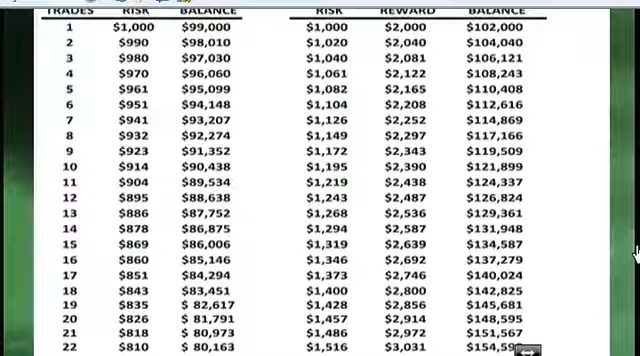 TRADES RISK BALANCE RISK REWARD BALANCE
1 $1,000 $99,000 $1,000 $2,000 $102,000
2 $990 $98,010 $1,020 $2,040 $104,040
3 $980 $97,030 $1,040 $2,081 $106,121
4 $970 $96,060 $1,061 $2,122 $108,243
5 $961 $95,099 $1,082 $2,165 $110,408
6 $951 $94,148 $1,104 $2,208 $112,616
7 $941 $93,207 $1,126 $2,252 $114,869
8 $932 $92,274 $1,149 $2,297 $117,166
9 $923 $91,352 $1,172 $2,343 $119,509
10 $914 $90,438 $1,195 $2,390 $121,899
11 $904 $89,534 $1,219 $2,438 $124,337
12 $895 $88,638 $1,243 $2,487 $126,824
13 $886 $87,752 $1,268 $2,536 $129,361
14 $878 $86,875 $1,294 $2,587 $131,948
15 $869 $86,006 $1,319 $2,639 $134,587
16 $860 $85,146 $1,346 $2,692 $137,279
17 $851 $84,294 $1,373 $2,746 $140,024
18 $843 $83,451 $1,400 $2,800 $142,825
19 $835 $ 82,617 $1,428 $2,856 $145,681
20 $826 $ 81,791 $1,457 $2,914 $148,595
21 $818 $ 80,973 $1,486 $2,972 $151,567
22 $810 $ 80,163 $1,516 $3,031